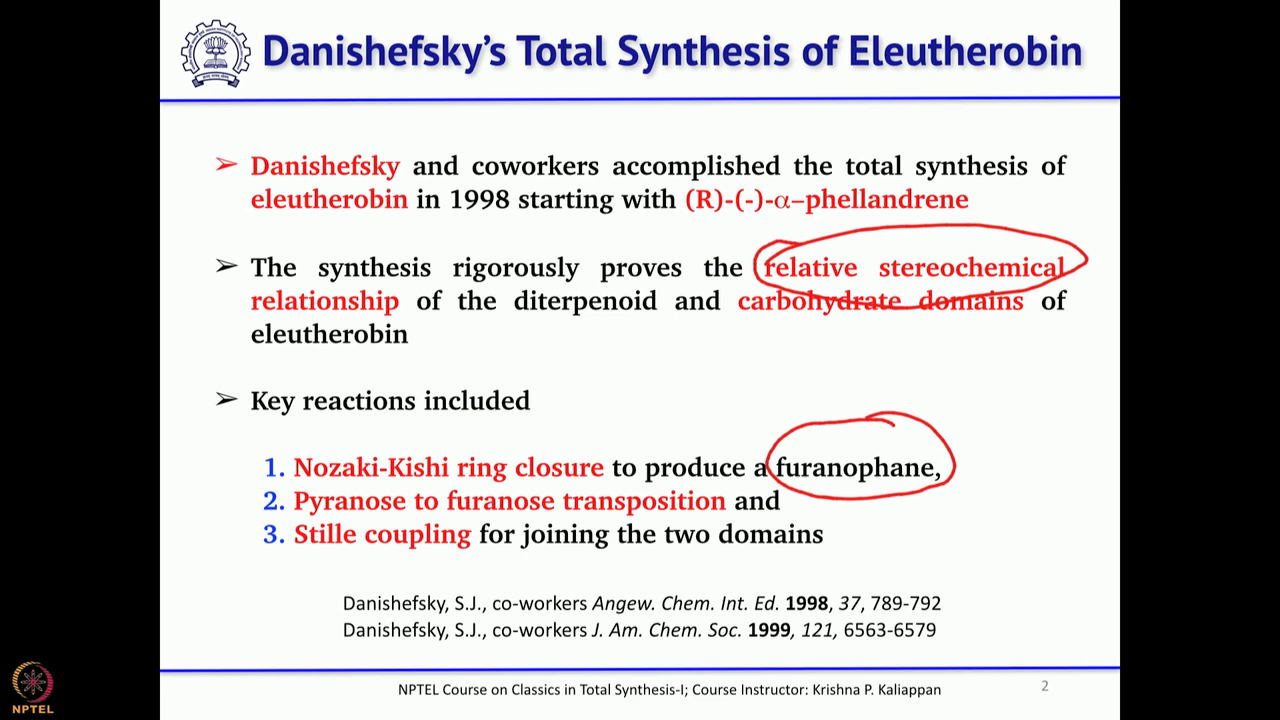 Danishefsky's Total Synthesis of Eleutherobin
➢ Danishefsky and coworkers accomplished the total synthesis of
eleutherobin in 1998 starting with (R)-(-)-α–phellandrene
➢ The synthesis rigorously proves the relative stereochemical
relationship of the diterpenoid and carbohydrate domains of
eleutherobin
➢ Key reactions included
1. Nozaki-Kishi ring closure to produce a furanophane,
2. Pyranose to furanose transposition and
3. Stille coupling for joining the two domains
Danishefsky, S.J., co-workers Angew. Chem. Int. Ed. 1998, 37, 789-792
Danishefsky, S.J., co-workers J. Am. Chem. Soc. 1999, 121, 6563-6579
NPTEL Course on Classics in Total Synthesis-I; Course Instructor: Krishna P. Kaliappan
2
NPTEL